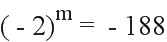 ( - 2)^m = - 188